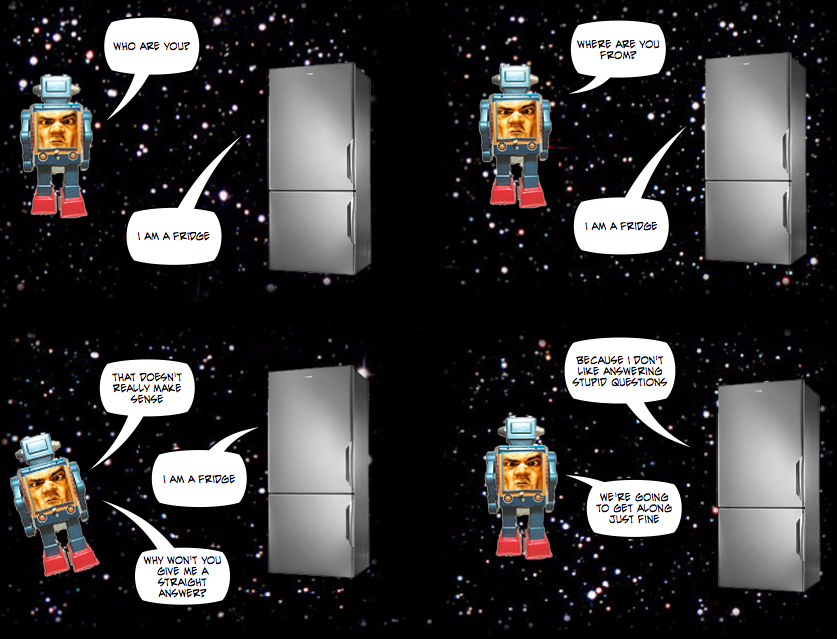 WHO ARE YOU?
I AM A FRIDGE
WHERE ARE YOU
FROM?
I AM A FRIDGE
THAT DOESN'T
REALLY MAKE
SENSE
I AM A FRIDGE
WHY WON'T YOU
GIVE ME A
STRAIGHT
ANSWER?
BECAUSE I DON'T
LIKE ANSWERING
STUPID QUESTIONS
WE'RE GOING
TO GET ALONG
JUST FINE